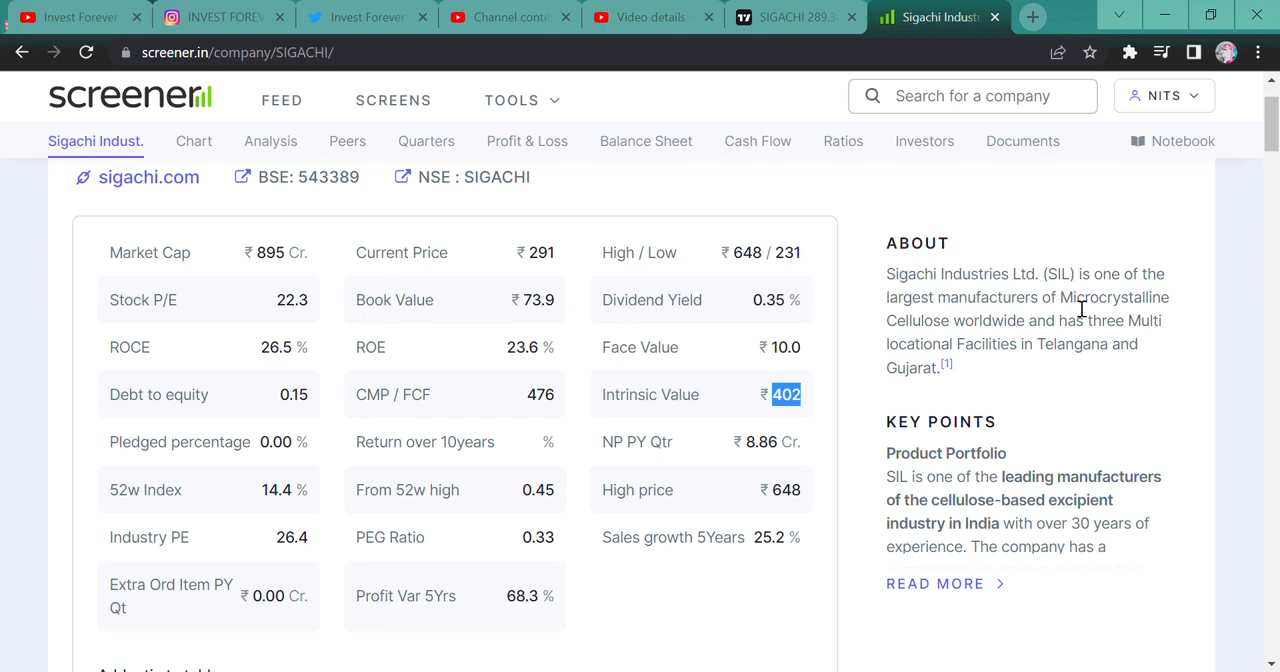 Invest Forever
INVEST FOREV
Invest Forever
Channel conte
Video details -
SIGACHI 289.3
Sigachi Indust
screener.in/company/SIGACHI/
screener
FEED
SCREENS
TOOLS
Search for a company
NITS
Sigachi Indust.
Chart
Analysis
Peers
Quarters
Profit & Loss
Balance Sheet
Cash Flow
Ratios
Investors
Documents
Notebook
sigachi.com
BSE: 543389
NSE : SIGACHI
Market Cap ₹ 895 Cr.
Current Price ₹ 291
High / Low ₹ 648 / 231
Stock P/E 22.3
Book Value ₹ 73.9
Dividend Yield 0.35 %
ROCE 26.5 %
ROE 23.6 %
Face Value ₹ 10.0
Debt to equity 0.15
CMP / FCF 476
Intrinsic Value ₹ 402
Pledged percentage 0.00 %
Return over 10years %
NP PY Qtr ₹ 8.86 Cr.
52w Index 14.4 %
From 52w high 0.45
High price ₹ 648
Industry PE 26.4
PEG Ratio 0.33
Sales growth 5Years 25.2 %
Extra Ord Item PY
Qt ₹ 0.00 Cr.
Profit Var 5Yrs 68.3 %
ABOUT
Sigachi Industries Ltd. (SIL) is one of the
largest manufacturers of Microcrystalline
Cellulose worldwide and has three Multi
locational Facilities in Telangana and
Gujarat.[1]
KEY POINTS
Product Portfolio
SIL is one of the leading manufacturers
of the cellulose-based excipient
industry in India with over 30 years of
experience. The company has a
READ MORE >